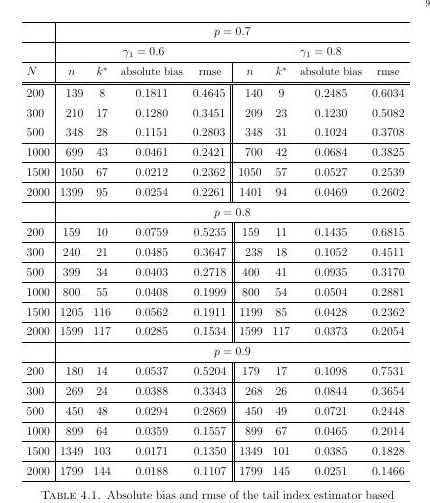 9
p = 0.7
γ1 = 0.6 γ1 = 0.8
N n k* absolute bias rmse n k* absolute bias rmse
200 139 8 0.1811 0.4645 140 9 0.2485 0.6034
300 210 17 0.1280 0.3451 209 23 0.1230 0.5082
500 348 28 0.1151 0.2803 348 31 0.1024 0.3708
1000 699 43 0.0461 0.2421 700 42 0.0684 0.3825
1500 1050 67 0.0212 0.2362 1050 57 0.0527 0.2539
2000 1399 95 0.0254 0.2261 1401 94 0.0469 0.2602
p = 0.8
200 159 10 0.0759 0.5235 159 11 0.1435 0.6815
300 240 21 0.0485 0.3647 238 18 0.1052 0.4511
500 399 34 0.0403 0.2718 400 41 0.0935 0.3170
1000 800 55 0.0408 0.1999 800 54 0.0504 0.2881
1500 1205 116 0.0562 0.1911 1199 85 0.0428 0.2362
2000 1599 117 0.0285 0.1534 1599 117 0.0373 0.2054
p = 0.9
200 180 14 0.0537 0.5204 179 17 0.1098 0.7531
300 269 24 0.0388 0.3343 268 26 0.0844 0.3654
500 450 48 0.0294 0.2869 450 49 0.0721 0.2448
1000 899 64 0.0359 0.1557 899 67 0.0465 0.2014
1500 1349 103 0.0171 0.1350 1349 101 0.0385 0.1828
2000 1799 144 0.0188 0.1107 1799 145 0.0251 0.1466
Table 4.1. Absolute bias and rmse of the tail index estimator based